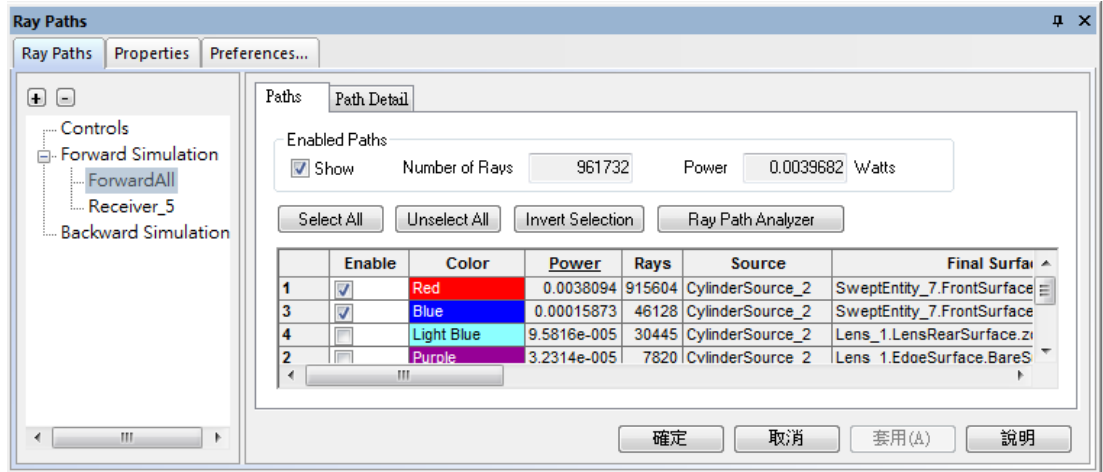 Ray Paths
Ray Paths Properties Preferences...
Controls
Forward Simulation
ForwardAll
Receiver_5
Backward Simulation
Paths Path Detail
Enabled Paths
Show Number of Rays 961732 Power 0.0039682 Watts
Select All Unselect All Invert Selection Ray Path Analyzer
Enable Color Power Rays Source Final Surfa
1 Red 0.0038094 915604 CylinderSource_2 SweptEntity_7.FrontSurface
3 Blue 0.00015873 46128 CylinderSource_2 SweptEntity_7.FrontSurface
4 Light Blue 9.5816e-005 30445 CylinderSource_2 Lens_1.LensRearSurface.z
2 Purple 3.2314e-005 7820 CylinderSource_2 Lens_1.EdgeSurface.BareS
確定 取消 套用(A) 說明